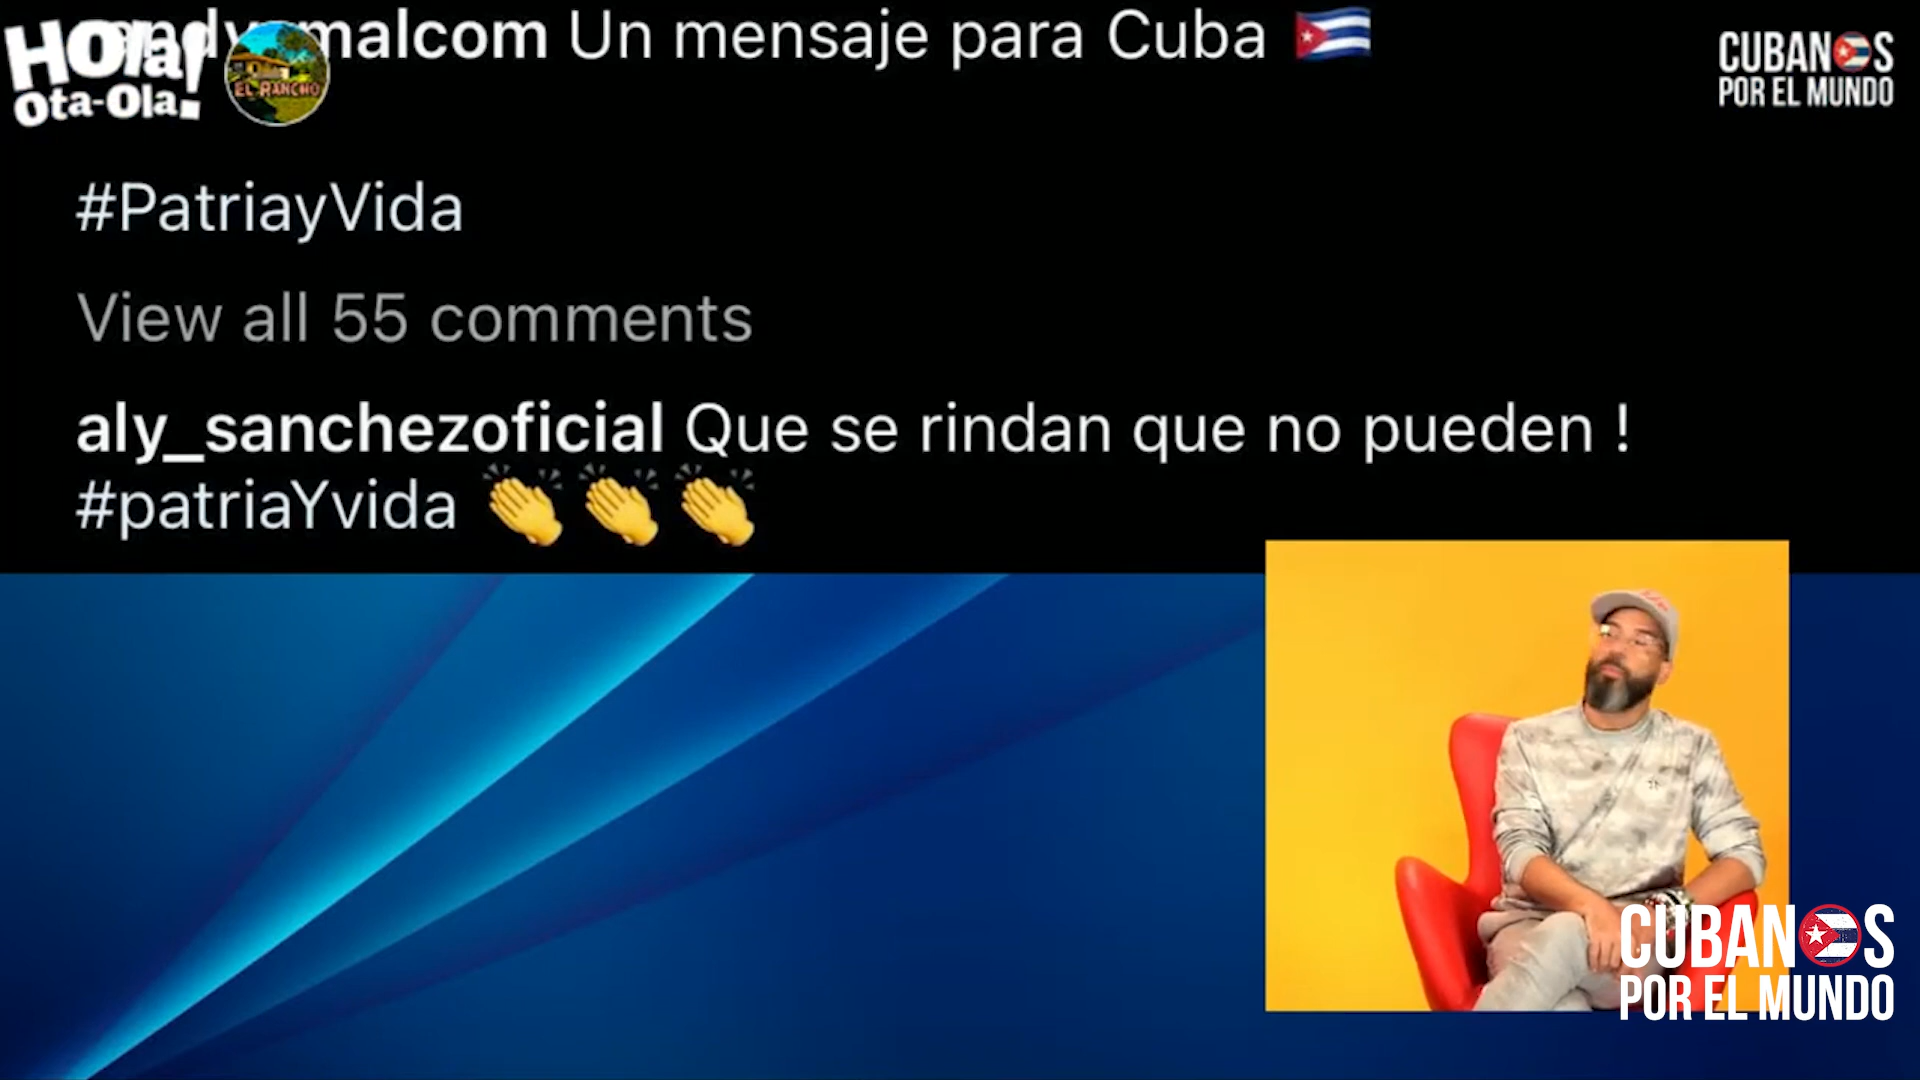 Hola!
Ota-Ola!
EL RANCHO
malcom Un mensaje para Cuba 🇨🇺
CUBANOS
POR EL MUNDO
#PatriayVida
View all 55 comments
aly_sanchezoficial Que se rindan que no pueden !
#patriaYvida 👏👏👏
CUBANOS
POR EL MUNDO